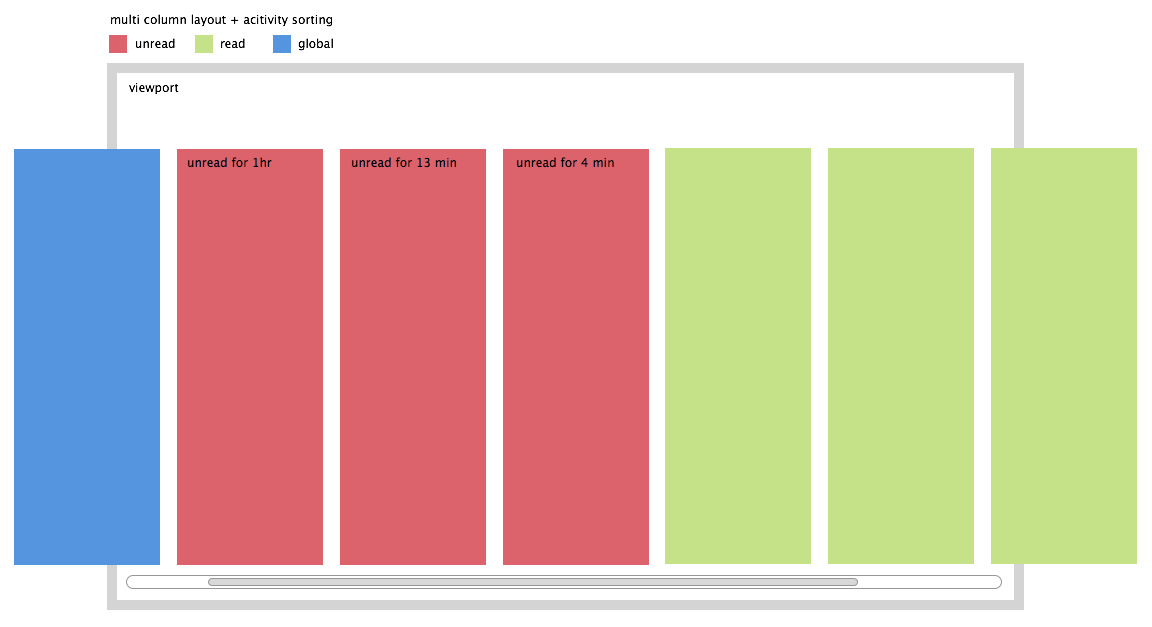 multi column layout + acitivity sorting
unread read global
viewport
unread for 1hr unread for 13 min unread for 4 min